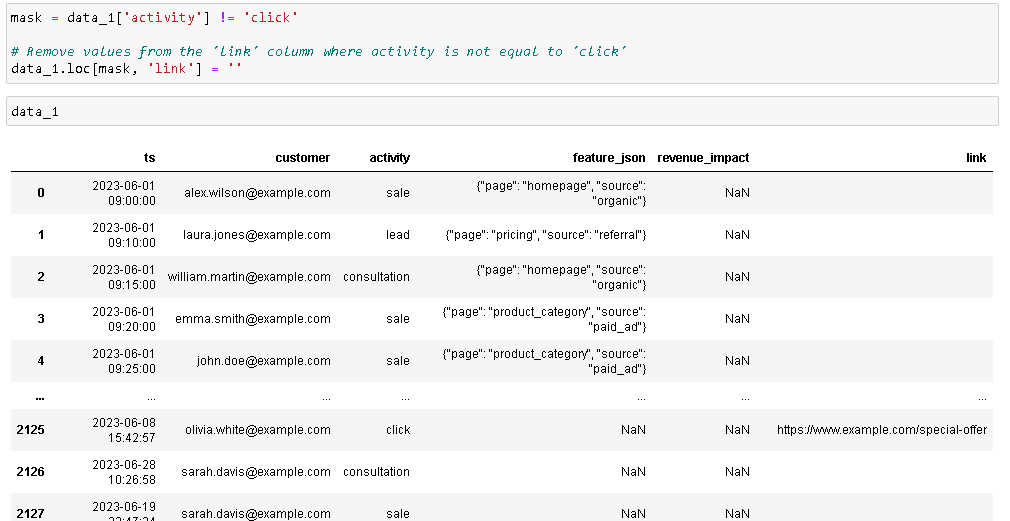 mask = data_1['activity'] != 'click'
# Remove values from the 'link' column where activity is not equal to 'click'
data_1.loc[mask, 'link'] = ''
data_1
ts customer activity feature_json revenue_impact link
0 2023-06-01 09:00:00 alex.wilson@example.com sale {"page": "homepage", "source": "organic"} NaN
1 2023-06-01 09:10:00 laura.jones@example.com lead {"page": "pricing", "source": "referral"} NaN
2 2023-06-01 09:15:00 william.martin@example.com consultation {"page": "homepage", "source": "organic"} NaN
3 2023-06-01 09:20:00 emma.smith@example.com sale {"page": "product_category", "source": "paid_ad"} NaN
4 2023-06-01 09:25:00 john.doe@example.com sale {"page": "product_category", "source": "paid_ad"} NaN
... ... ... ... ... ... ...
2125 2023-06-08 15:42:57 olivia.white@example.com click NaN NaN https://www.example.com/special-offer
2126 2023-06-28 10:26:58 sarah.davis@example.com consultation NaN NaN
2127 2023-06-19 sarah.davis@example.com sale NaN NaN